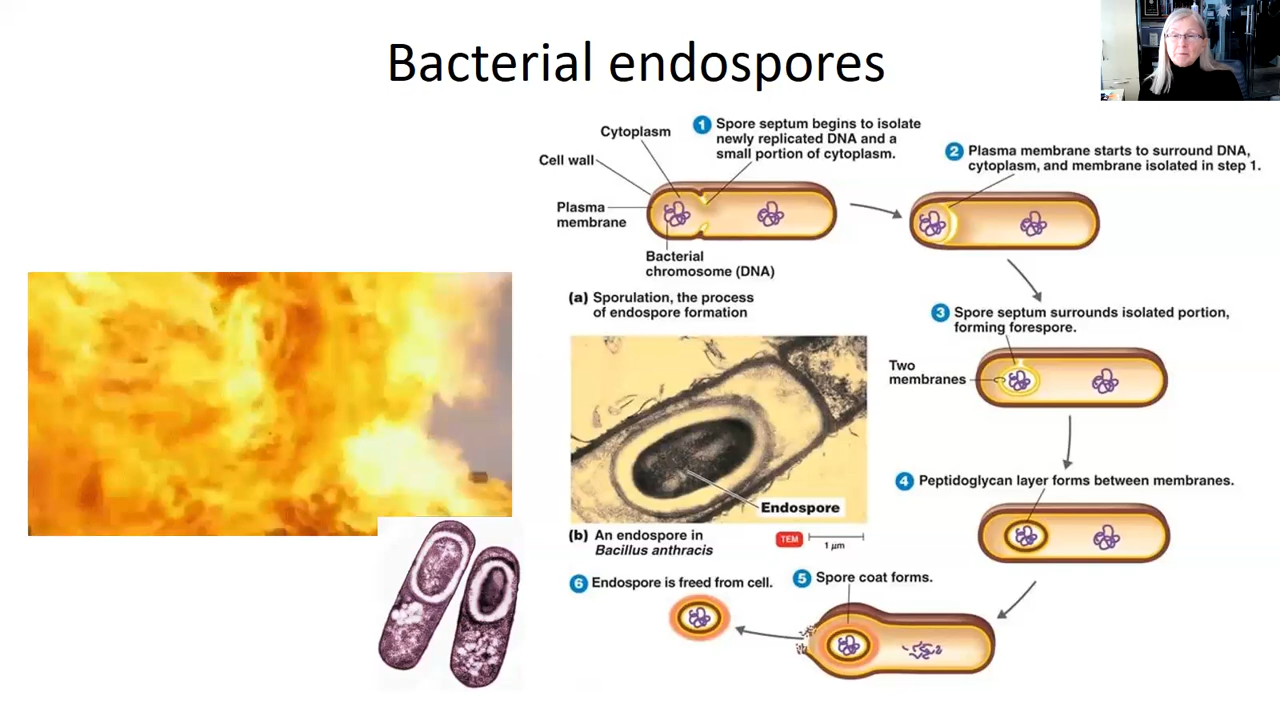 Bacterial endospores
Cytoplasm
Cell wall
Plasma
membrane
Bacterial
chromosome (DNA)
1 Spore septum begins to isolate
newly replicated DNA and a
small portion of cytoplasm.
2 Plasma membrane starts to surround DNA,
cytoplasm, and membrane isolated in step 1.
(a) Sporulation, the process
of endospore formation
3 Spore septum surrounds isolated portion,
forming forespore.
Two
membranes
4 Peptidoglycan layer forms between membranes.
Endospore
(b) An endospore in
Bacillus anthracis
TEM
1 µm
5 Spore coat forms.
6 Endospore is freed from cell.